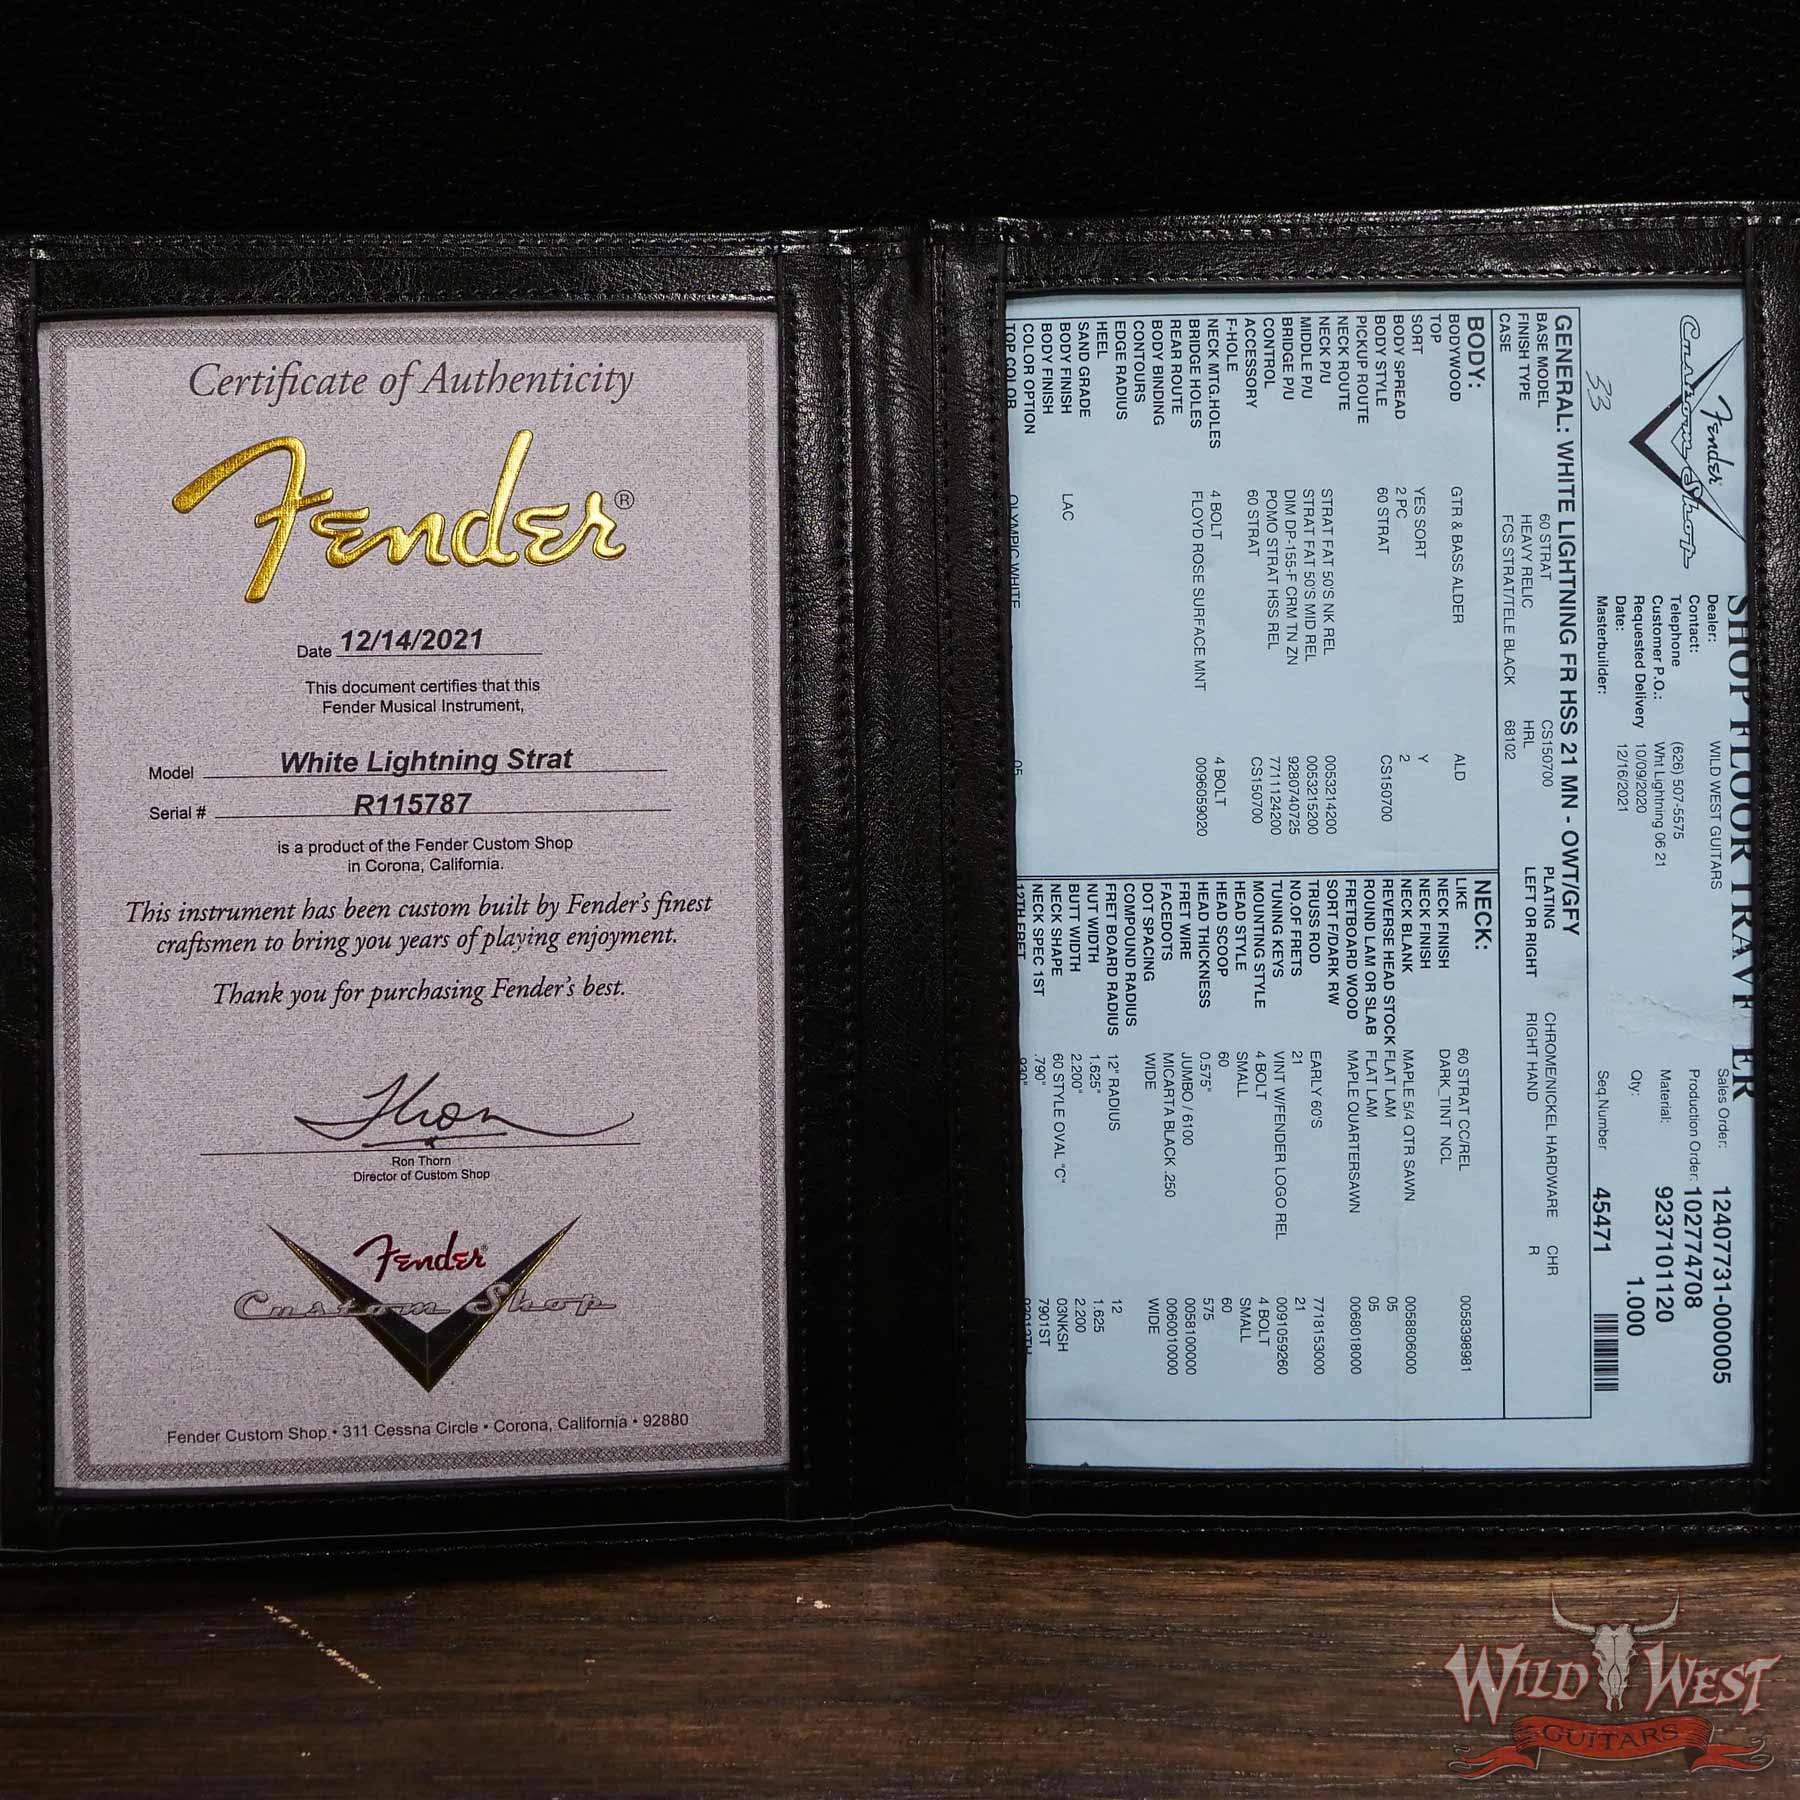 Certificate of Authenticity
Fender®
Date 12/14/2021
This document certifies that this
Fender Musical Instrument,
Model White Lightning Strat
Serial # R115787
is a product of the Fender Custom Shop
in Corona, California.
This instrument has been custom built by Fender's finest
craftsmen to bring you years of playing enjoyment.
Thank you for purchasing Fender's best.
Ron Thorn
Director of Custom Shop
Fender
Custom Shop
Fender Custom Shop • 311 Cessna Circle • Corona, California • 92880
Fender
Custom Shop
33
SHOP FLOOR TRAVELER
Dealer: WILD WEST GUITARS
Contact:
Telephone (626) 507-5575
Customer P.O.: Wht Lightning 06 21
Requested Delivery 10/09/2020
Date: 12/16/2021
Masterbuilder:
Sales Order: 12407731-000005
Production Order: 102774708
Material: 9237101120
Qty: 1.000
Seq.Number 45471
GENERAL: WHITE LIGHTNING FR HSS 21 MN - OWT/GFY
BASE MODEL 60 STRAT CS150700 PLATING CHROME/NICKEL HARDWARE CHR
FINISH TYPE HEAVY RELIC HRL LEFT OR RIGHT RIGHT HAND R
CASE FCS STRAT/TELE BLACK 68102
BODY:
BODYWOOD GTR & BASS ALDER ALD
TOP
SORT YES SORT Y
BODY SPREAD 2 PC 2
BODY STYLE 60 STRAT CS150700
PICKUP ROUTE
NECK ROUTE
NECK P/U STRAT FAT 50'S NK REL 0053214200
MIDDLE P/U STRAT FAT 50'S MID REL 0053215200
BRIDGE P/U DIM DP-155-F CRM TN ZN 9280740725
CONTROL POMO STRAT HSS REL 7711124200
ACCESSORY 60 STRAT CS150700
F-HOLE
NECK MTG.HOLES 4 BOLT 4 BOLT
BRIDGE HOLES FLOYD ROSE SURFACE MNT 0096059020
REAR ROUTE
BODY BINDING
CONTOURS
EDGE RADIUS
HEEL
SAND GRADE
BODY FINISH LAC
BODY FINISH
COLOR OPTION
TOP COLOR OLYMPIC WHITE 05
NECK:
LIKE 60 STRAT CC/REL 0058398981
NECK FINISH DARK_TINT NCL
NECK FINISH
NECK BLANK MAPLE 5/4 QTR SAWN 0058806000
REVERSE HEAD STOCK FLAT LAM 05
ROUND LAM OR SLAB FLAT LAM 05
FRETBOARD WOOD MAPLE QUARTERSAWN 0068018000
SORT F/DARK RW
TRUSS ROD EARLY 60'S 7718153000
NO.OF FRETS 21 21
TUNING KEYS VINT W/FENDER LOGO REL 0091059260
MOUNTING STYLE 4 BOLT 4 BOLT
HEAD STYLE SMALL SMALL
HEAD SCOOP 60 60
HEAD THICKNESS 0.575" 575
FRET WIRE JUMBO / 6100 0058100000
FACEDOTS MICARTA BLACK .250 0060010000
DOT SPACING WIDE WIDE
COMPOUND RADIUS
FRET BOARD RADIUS 12" RADIUS 12
NUT WIDTH 1.625" 1.625
BUTT WIDTH 2.200" 2.200
NECK SHAPE 60 STYLE OVAL "C" 03NKSH
NECK SPEC 1ST .790" 7901ST
12TH FRET .920" 92012TH
WILD WEST
GUITARS